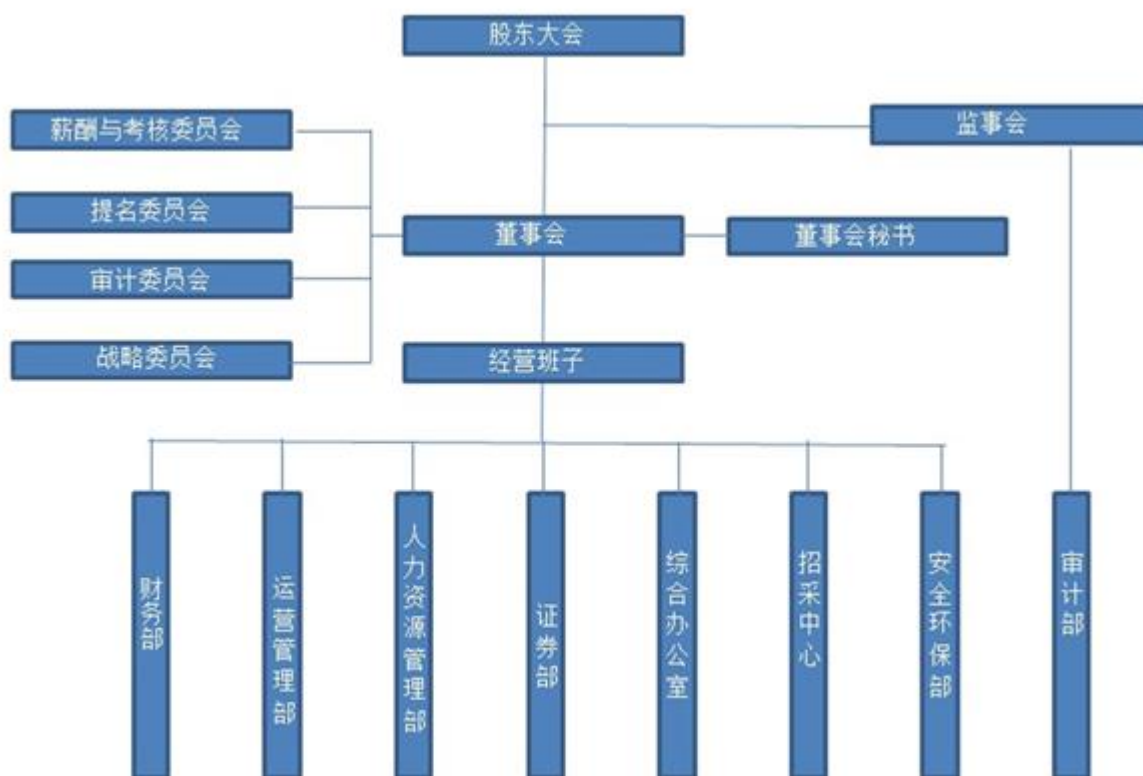 股东大会
薪酬与考核委员会
监事会
提名委员会
董事会
董事会秘书
审计委员会
战略委员会
经营班子
财务部
运营管理部
人力资源管理部
证券部
综合办公室
招采中心
安全环保部
审计部